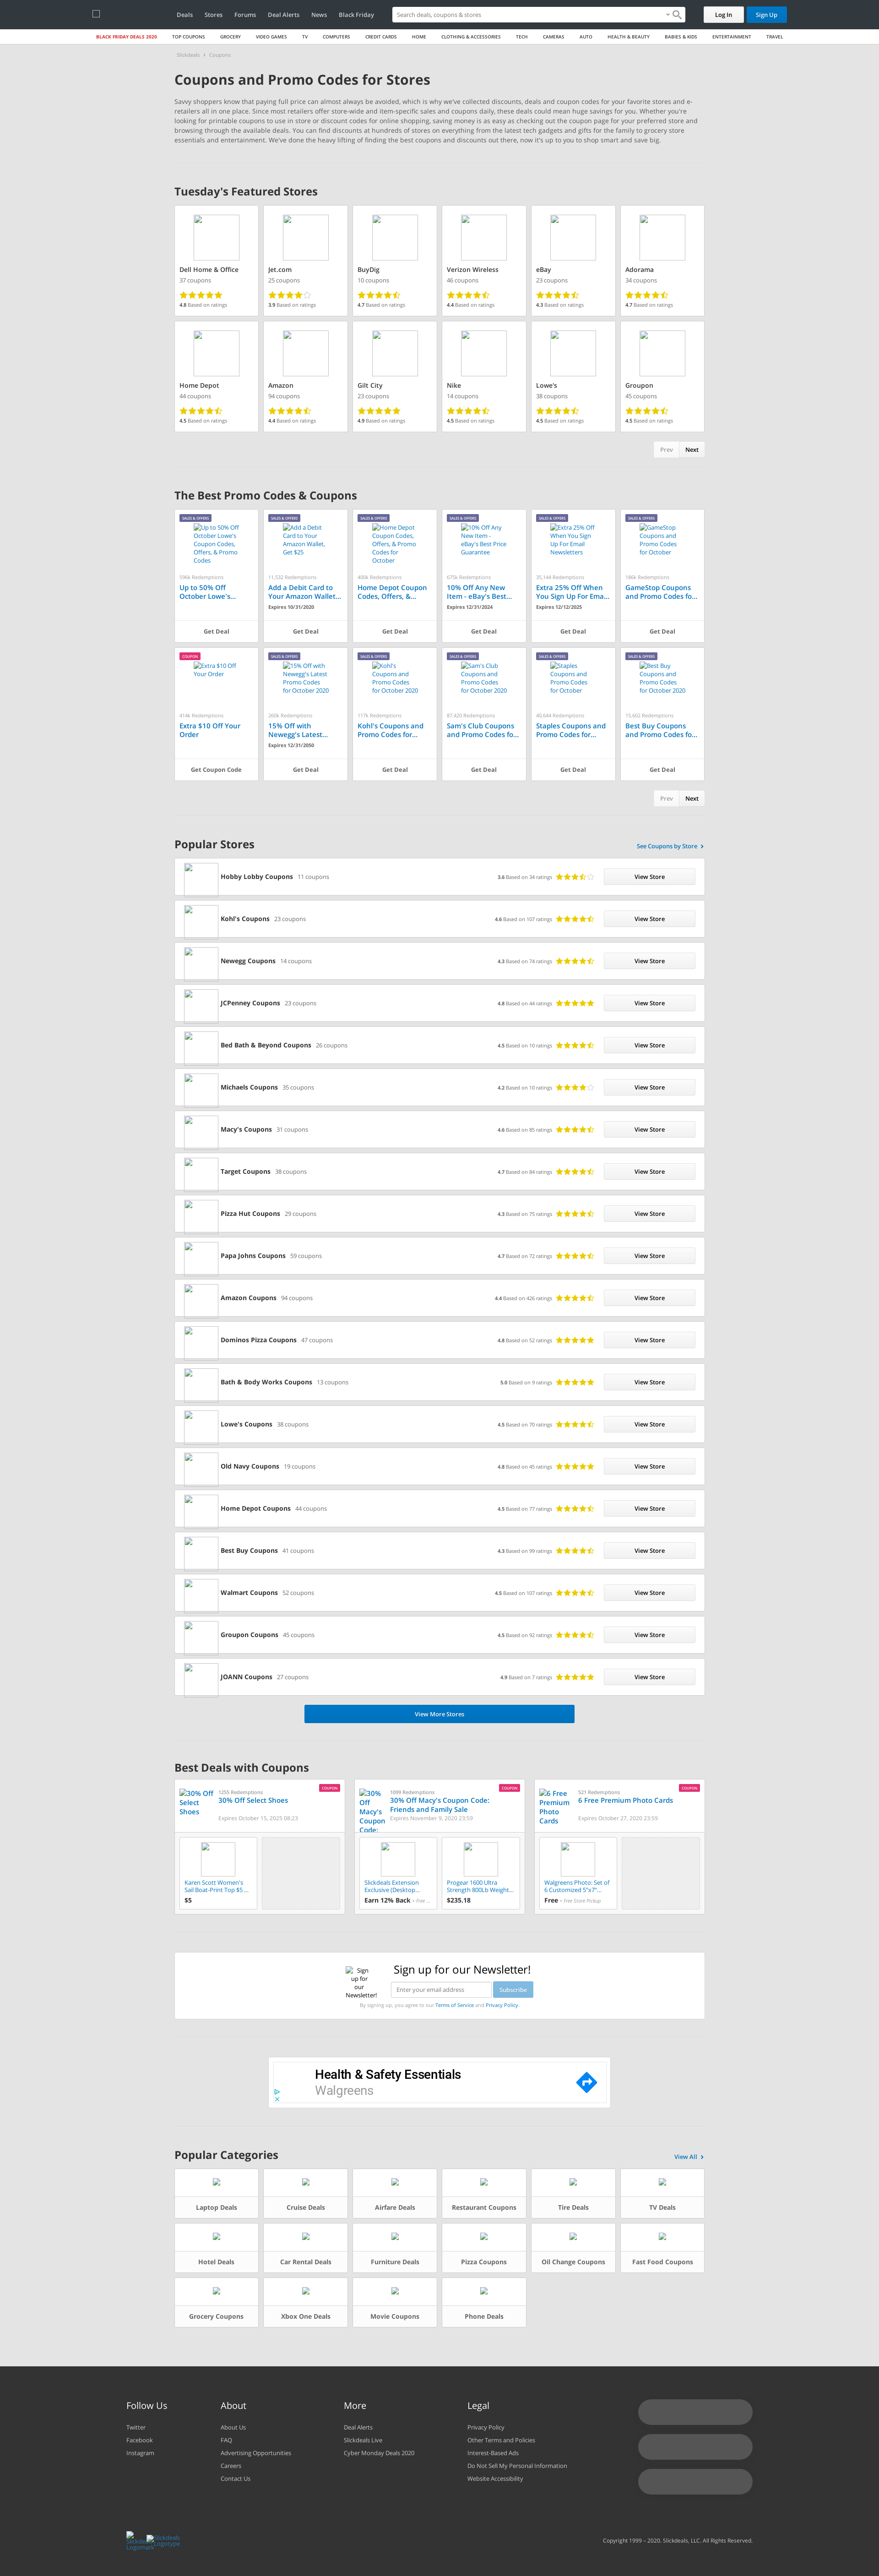 Deals Stores Forums Deal Alerts News Black Friday Search deals, coupons & stores Log In Sign Up
BLACK FRIDAY DEALS 2020 TOP COUPONS GROCERY VIDEO GAMES TV COMPUTERS CREDIT CARDS HOME CLOTHING & ACCESSORIES TECH CAMERAS AUTO HEALTH & BEAUTY BABIES & KIDS ENTERTAINMENT TRAVEL
Slickdeals › Coupons
Coupons and Promo Codes for Stores
Savvy shoppers know that paying full price can almost always be avoided, which is why we've collected discounts, deals and coupon codes for your favorite stores and e-
retailers all in one place. Since most retailers offer store-wide and item-specific sales and coupons daily, these deals could mean huge savings for you. Whether you're
looking for printable coupons to use in store or discount codes for online shopping, saving money is as easy as checking out the coupon page for your preferred store and
browsing through the available deals. You can find discounts at hundreds of stores on everything from the latest tech gadgets and gifts for the family to grocery store
essentials and entertainment. We've done the heavy lifting of finding the best coupons and discounts out there, now it's up to you to shop smart and save big.
Tuesday's Featured Stores
Dell Home & Office Jet.com BuyDig Verizon Wireless eBay Adorama
37 coupons 25 coupons 10 coupons 46 coupons 23 coupons 34 coupons
4.8 Based on ratings 3.9 Based on ratings 4.7 Based on ratings 4.4 Based on ratings 4.3 Based on ratings 4.7 Based on ratings
Home Depot Amazon Gilt City Nike Lowe's Groupon
44 coupons 94 coupons 23 coupons 14 coupons 38 coupons 45 coupons
4.5 Based on ratings 4.4 Based on ratings 4.9 Based on ratings 4.5 Based on ratings 4.5 Based on ratings 4.5 Based on ratings
Prev Next
The Best Promo Codes & Coupons
SALES & OFFERS SALES & OFFERS SALES & OFFERS SALES & OFFERS SALES & OFFERS SALES & OFFERS
Up to 50% Off Add a Debit Home Depot 10% Off Any Extra 25% Off GameStop
October Lowe's Card to Your Coupon Codes, New Item - When You Sign Coupons and
Coupon Codes, Amazon Wallet, Offers, & Promo eBay's Best Price Up For Email Promo Codes
Offers, & Promo Get $25 Codes for Guarantee Newsletters for October
Codes October
596k Redemptions 11,532 Redemptions 406k Redemptions 675k Redemptions 35,144 Redemptions 186k Redemptions
Up to 50% Off Add a Debit Card to Home Depot Coupon 10% Off Any New Extra 25% Off When GameStop Coupons
October Lowe's... Your Amazon Wallet... Codes, Offers, &... Item - eBay's Best... You Sign Up For Ema... and Promo Codes fo...
Expires 10/31/2020 Expires 12/31/2024 Expires 12/12/2025
Get Deal Get Deal Get Deal Get Deal Get Deal Get Deal
COUPON SALES & OFFERS SALES & OFFERS SALES & OFFERS SALES & OFFERS SALES & OFFERS
Extra $10 Off 15% Off with Kohl's Sam's Club Staples Best Buy
Your Order Newegg's Latest Coupons and Coupons and Coupons and Coupons and
Promo Codes Promo Codes Promo Codes Promo Codes Promo Codes
for October 2020 for October 2020 for October 2020 for October for October 2020
414k Redemptions 260k Redemptions 117k Redemptions 87,420 Redemptions 40,644 Redemptions 15,602 Redemptions
Extra $10 Off Your 15% Off with Kohl's Coupons and Sam's Club Coupons Staples Coupons and Best Buy Coupons
Order Newegg's Latest... Promo Codes for... and Promo Codes fo... Promo Codes for... and Promo Codes fo...
Expires 12/31/2050
Get Coupon Code Get Deal Get Deal Get Deal Get Deal Get Deal
Prev Next
Popular Stores See Coupons by Store ›
Hobby Lobby Coupons 11 coupons 3.6 Based on 34 ratings View Store
Kohl's Coupons 23 coupons 4.6 Based on 107 ratings View Store
Newegg Coupons 14 coupons 4.3 Based on 74 ratings View Store
JCPenney Coupons 23 coupons 4.8 Based on 44 ratings View Store
Bed Bath & Beyond Coupons 26 coupons 4.5 Based on 10 ratings View Store
Michaels Coupons 35 coupons 4.2 Based on 10 ratings View Store
Macy's Coupons 31 coupons 4.6 Based on 85 ratings View Store
Target Coupons 38 coupons 4.7 Based on 84 ratings View Store
Pizza Hut Coupons 29 coupons 4.3 Based on 75 ratings View Store
Papa Johns Coupons 59 coupons 4.7 Based on 72 ratings View Store
Amazon Coupons 94 coupons 4.4 Based on 426 ratings View Store
Dominos Pizza Coupons 47 coupons 4.8 Based on 52 ratings View Store
Bath & Body Works Coupons 13 coupons 5.0 Based on 9 ratings View Store
Lowe's Coupons 38 coupons 4.5 Based on 70 ratings View Store
Old Navy Coupons 19 coupons 4.8 Based on 45 ratings View Store
Home Depot Coupons 44 coupons 4.5 Based on 77 ratings View Store
Best Buy Coupons 41 coupons 4.3 Based on 99 ratings View Store
Walmart Coupons 52 coupons 4.5 Based on 107 ratings View Store
Groupon Coupons 45 coupons 4.5 Based on 92 ratings View Store
JOANN Coupons 27 coupons 4.9 Based on 7 ratings View Store
View More Stores
Best Deals with Coupons
COUPON COUPON COUPON
30% Off Select Shoes 1255 Redemptions 30% Off Select Shoes Expires October 15, 2025 08:23
30% Off Macy's Coupon Code: 1099 Redemptions 30% Off Macy's Coupon Code: Friends and Family Sale Expires November 9, 2020 23:59
6 Free Premium Photo Cards 521 Redemptions 6 Free Premium Photo Cards Expires October 27, 2020 23:59
Karen Scott Women's Slickdeals Extension Progear 1600 Ultra Walgreens Photo: Set of
Sail Boat-Print Top $5 ... Exclusive (Desktop... Strength 800Lb Weight... 6 Customized 5"x7"...
$5 Earn 12% Back • Free ... $235.18 Free • Free Store Pickup
Sign up for our Newsletter! Sign up for our Newsletter!
Enter your email address Subscribe
By signing up, you agree to our Terms of Service and Privacy Policy.
Health & Safety Essentials
Walgreens
Popular Categories View All ›
Laptop Deals Cruise Deals Airfare Deals Restaurant Coupons Tire Deals TV Deals
Hotel Deals Car Rental Deals Furniture Deals Pizza Coupons Oil Change Coupons Fast Food Coupons
Grocery Coupons Xbox One Deals Movie Coupons Phone Deals
Follow Us About More Legal
Twitter About Us Deal Alerts Privacy Policy
Facebook FAQ Slickdeals Live Other Terms and Policies
Instagram Advertising Opportunities Cyber Monday Deals 2020 Interest-Based Ads
Careers Do Not Sell My Personal Information
Contact Us Website Accessibility
Slickdeals Logomark Slickdeals Logotype Copyright 1999 – 2020. Slickdeals, LLC. All Rights Reserved.